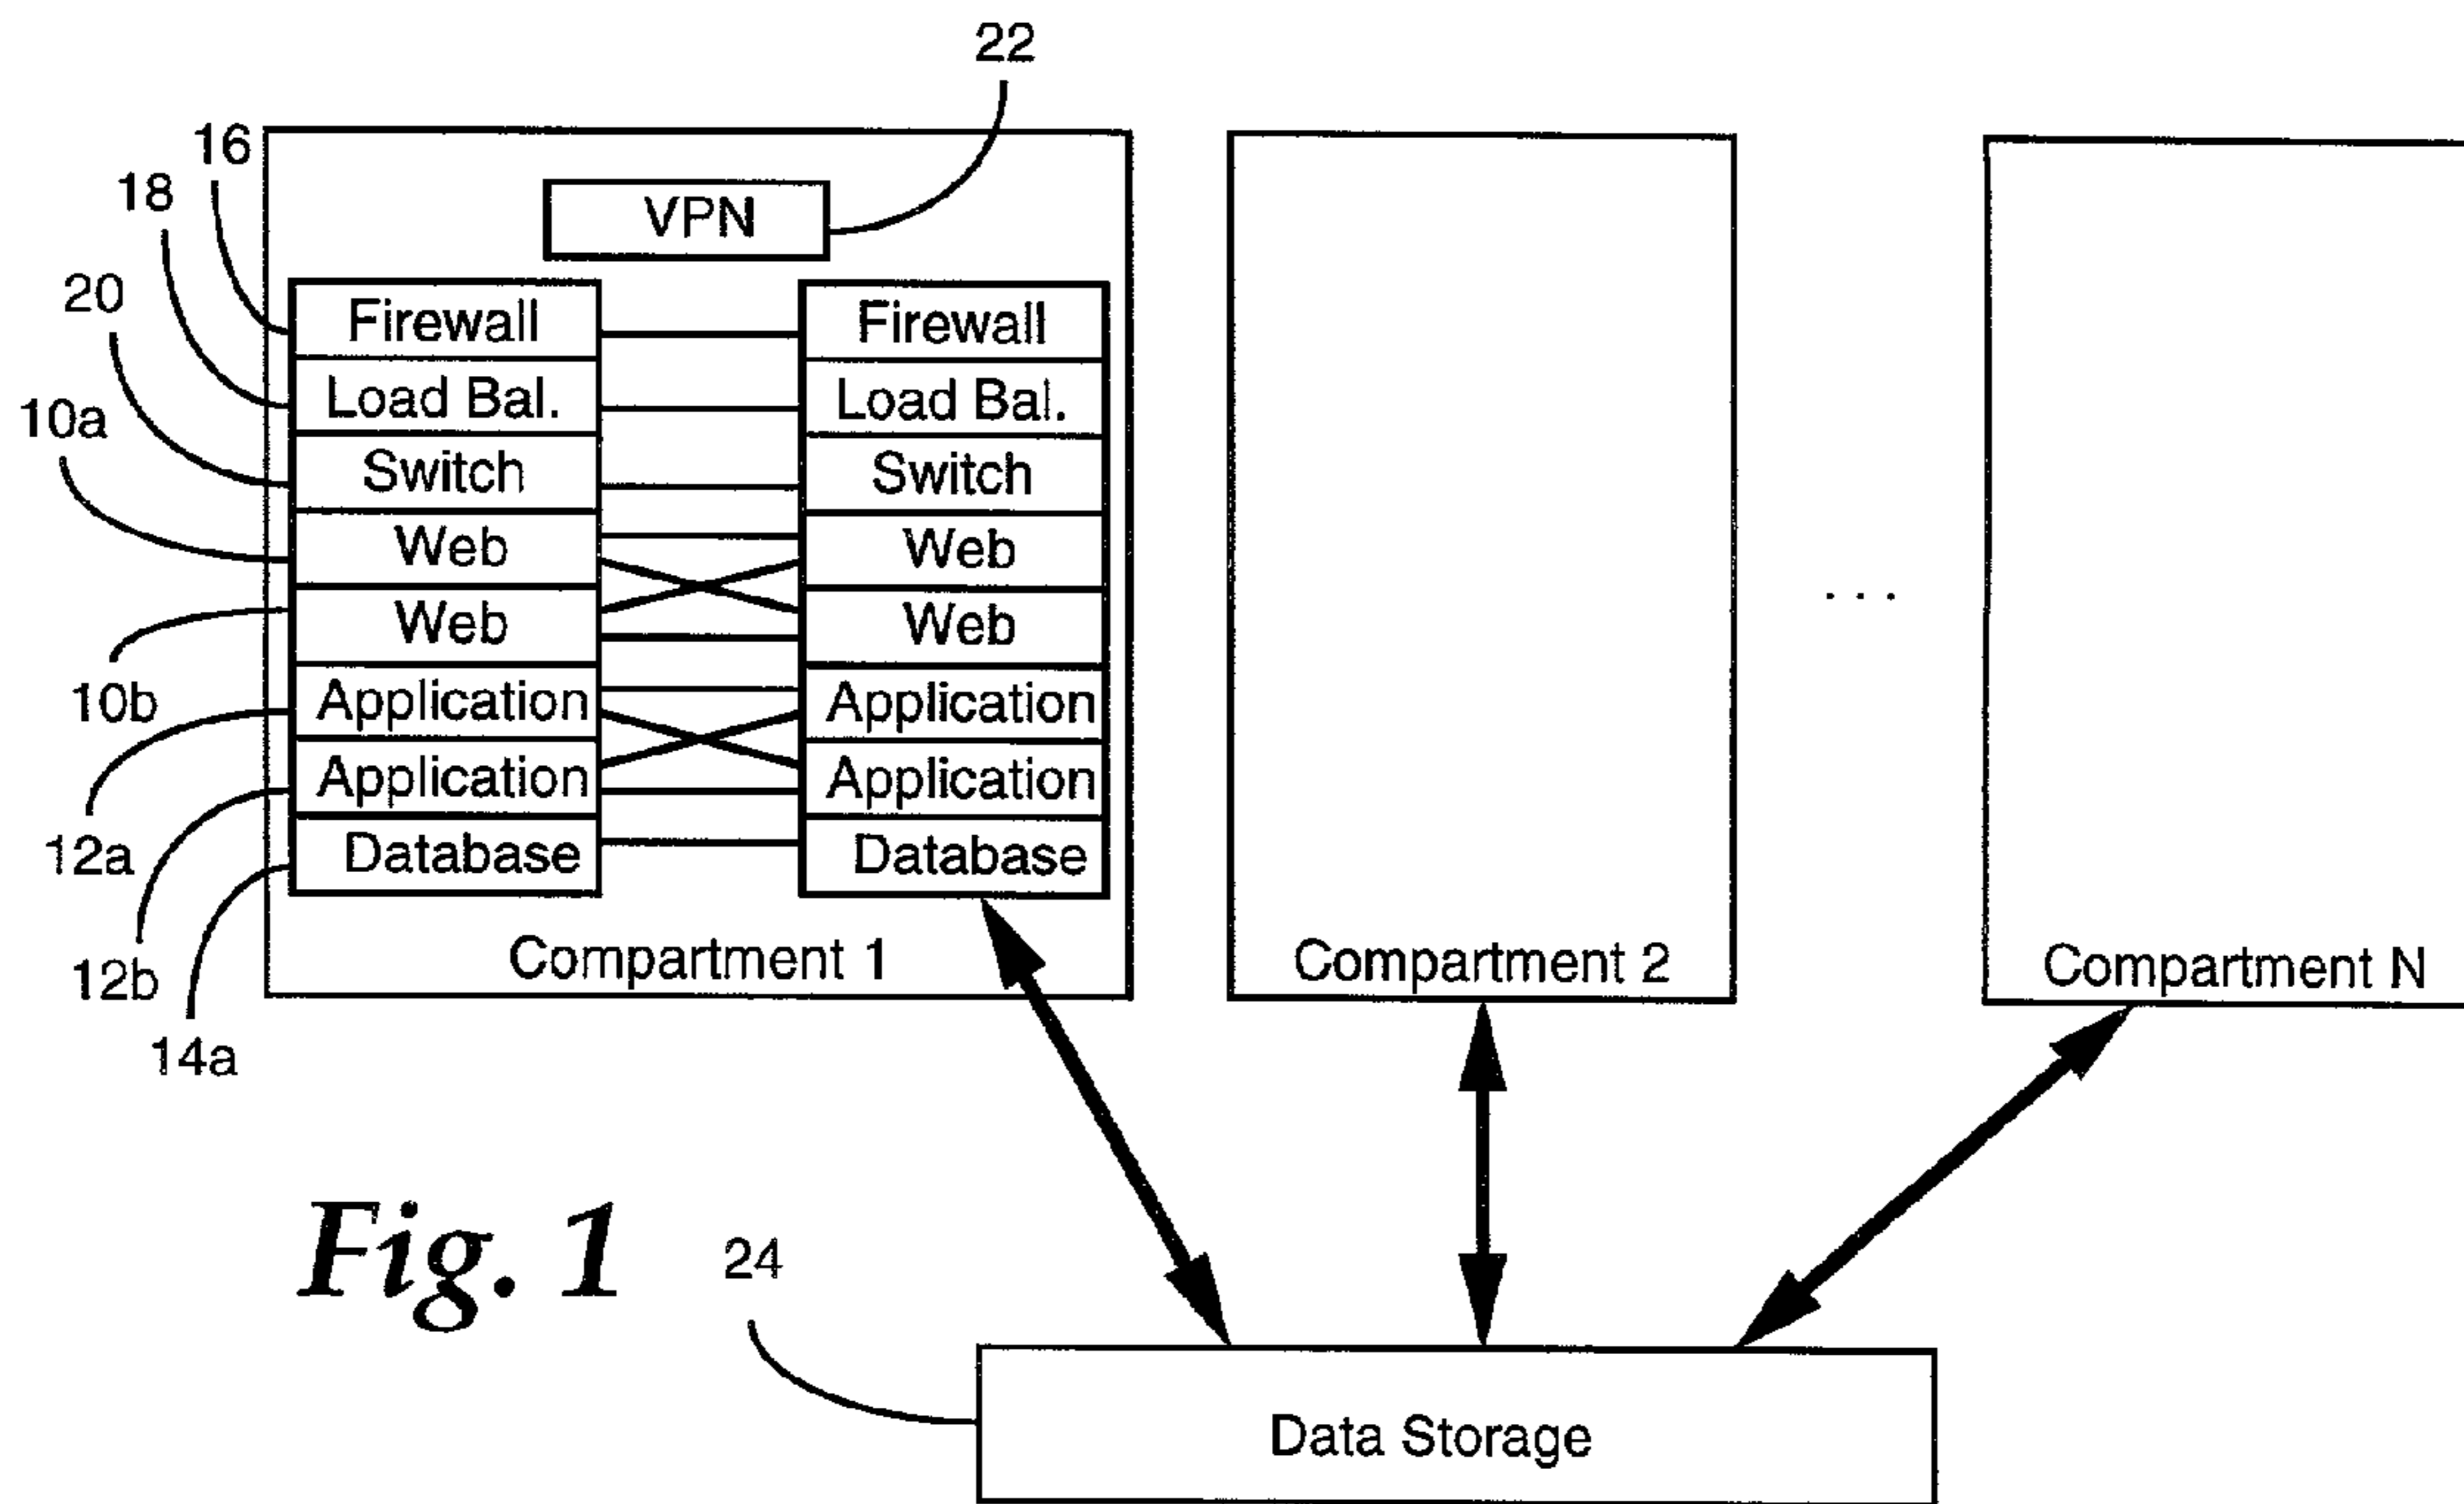 22
16
18
VPN
20
Firewall Firewall
Load Bal. Load Bal.
10a
Switch Switch
Web Web
Web Web
10b
Application Application
Application Application
12a
Database Database
12b
Compartment 1
Compartment 2
...
Compartment N
14a
Fig. 1
24
Data Storage